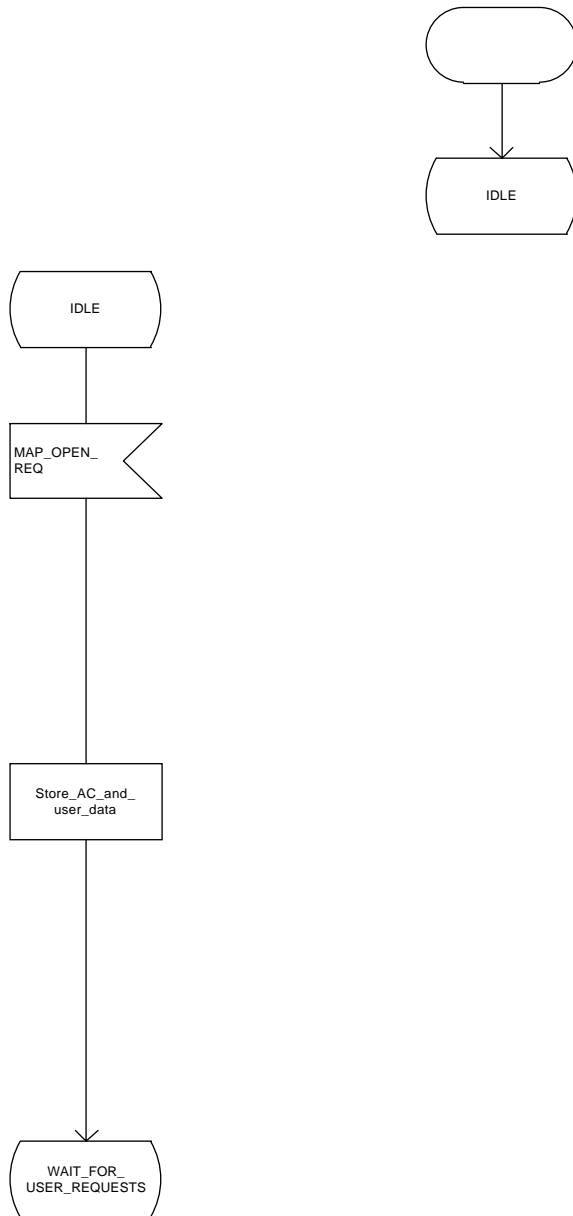 IDLE
IDLE
MAP_OPEN_
REQ
Store_AC_and_
user_data
WAIT_FOR_
USER_REQUESTS